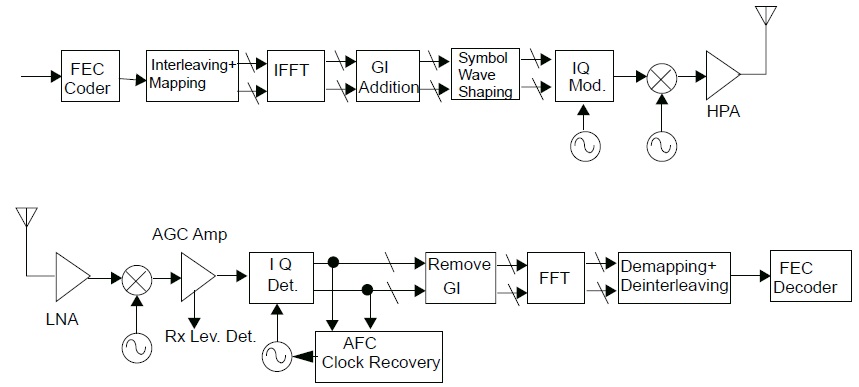 FEC
Coder
Interleaving+
Mapping
IFFT
GI
Addition
Symbol
Wave
Shaping
IQ
Mod.
HPA
LNA
AGC Amp
Rx Lev. Det.
I Q
Det.
AFC
Clock Recovery
Remove
GI
FFT
Demapping+
Deinterleaving
FEC
Decoder